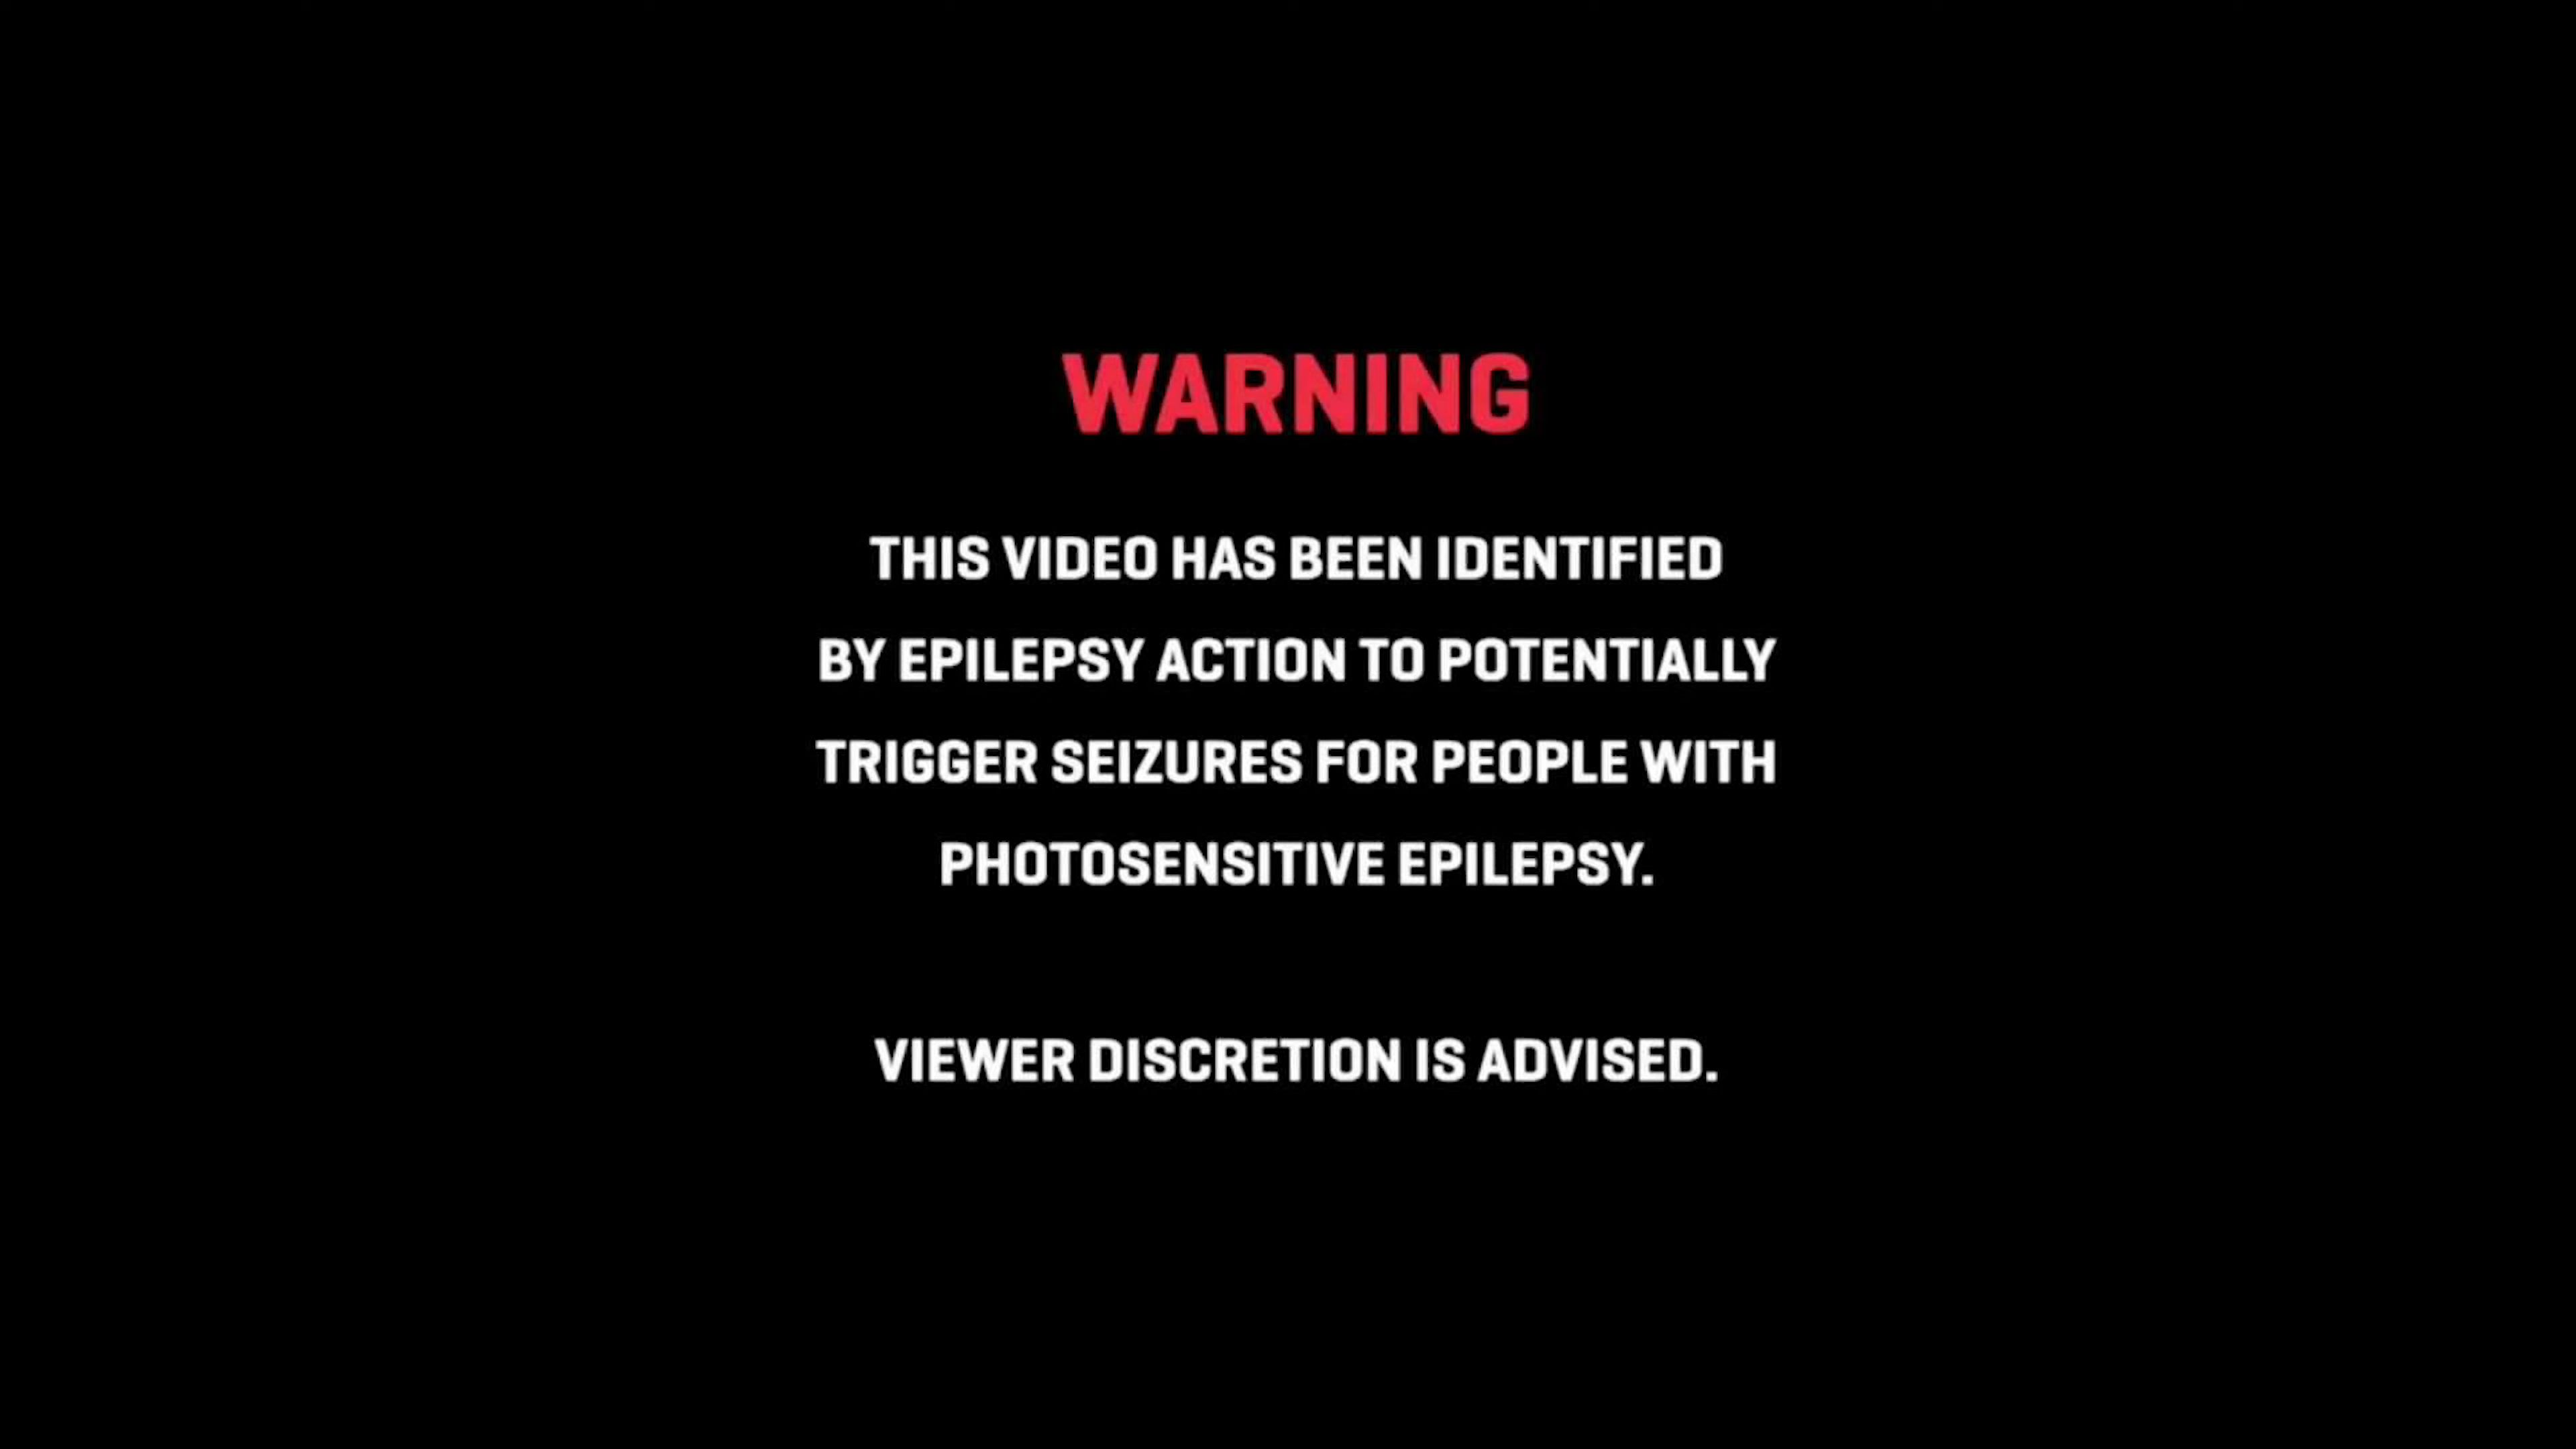 WARNING
THIS VIDEO HAS BEEN IDENTIFIED
BY EPILEPSY ACTION TO POTENTIALLY
TRIGGER SEIZURES FOR PEOPLE WITH
PHOTOSENSITIVE EPILEPSY.
VIEWER DISCRETION IS ADVISED.